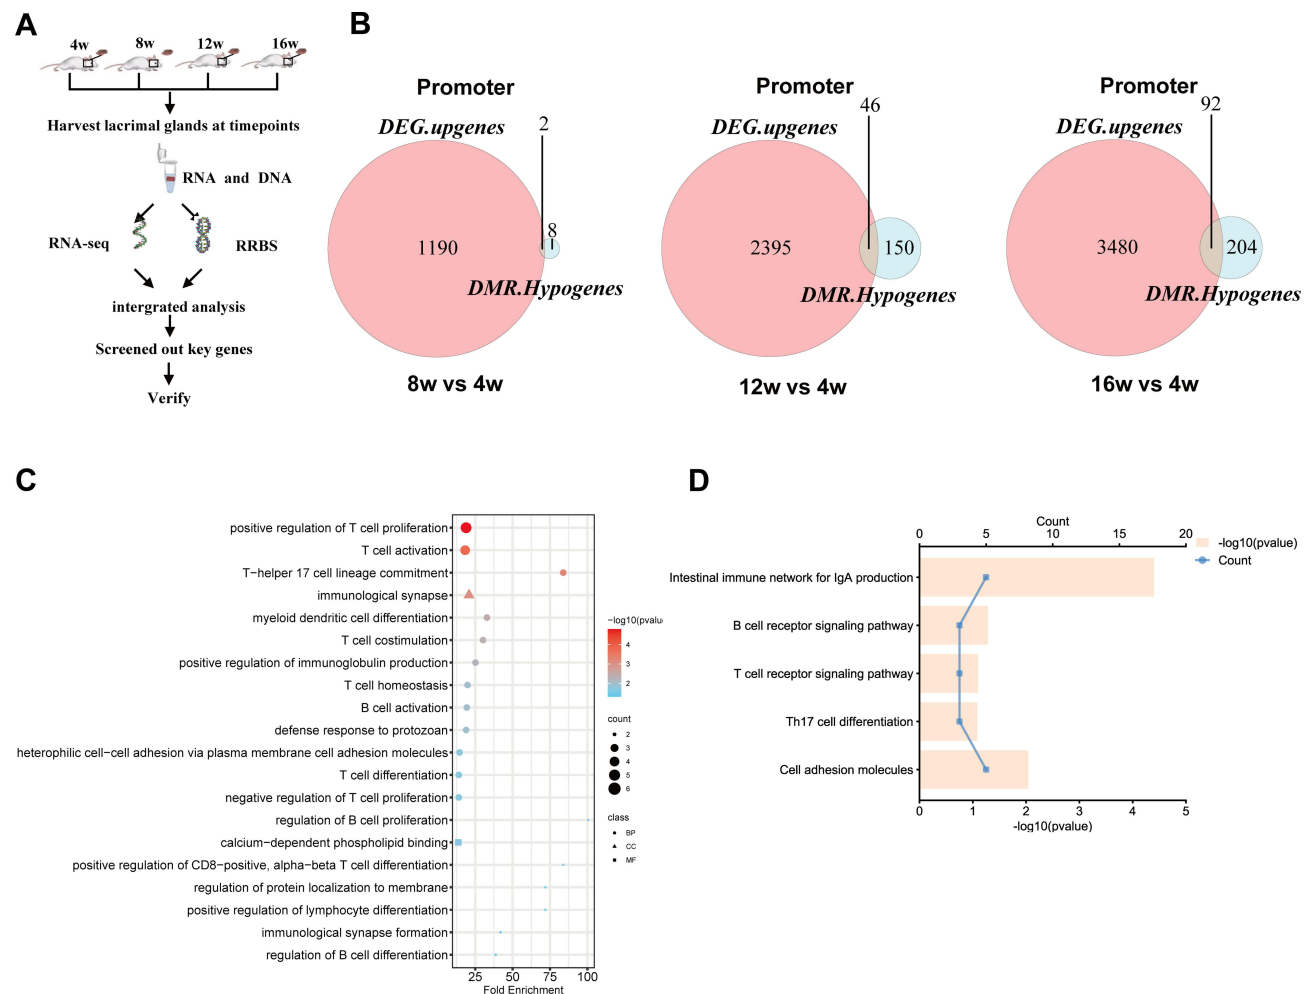 A
4w
8w
12w
16w
Harvest lacrimal glands at timepoints
RNA and DNA
RNA-seq
RRBS
intergrated analysis
Screened out key genes
Verify
B
Promoter
DEG.upgenes
2
1190
8
DMR.Hypogenes
8w vs 4w
Promoter
46
DEG.upgenes
2395
150
DMR.Hypogenes
12w vs 4w
Promoter
92
DEG.upgenes
3480
204
DMR.Hypogenes
16w vs 4w
C
positive regulation of T cell proliferation
T cell activation
T−helper 17 cell lineage commitment
immunological synapse
myeloid dendritic cell differentiation
T cell costimulation
positive regulation of immunoglobulin production
T cell homeostasis
B cell activation
defense response to protozoan
heterophilic cell−cell adhesion via plasma membrane cell adhesion molecules
T cell differentiation
negative regulation of T cell proliferation
regulation of B cell proliferation
calcium−dependent phospholipid binding
positive regulation of CD8−positive, alpha−beta T cell differentiation
regulation of protein localization to membrane
positive regulation of lymphocyte differentiation
immunological synapse formation
regulation of B cell differentiation
25 50 75 100
Fold Enrichment
−log10(pvalu
4
3
2
count
2
3
4
5
6
class
BP
CC
MF
D
Count
0 5 10 15 20
-log10(pvalue)
Count
Intestinal immune network for IgA production
B cell receptor signaling pathway
T cell receptor signaling pathway
Th17 cell differentiation
Cell adhesion molecules
0 1 2 3 4 5
-log10(pvalue)